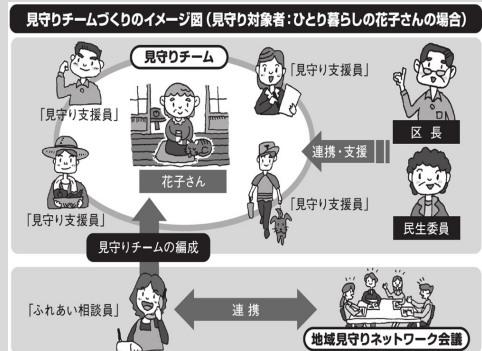 見守りチームづくりのイメージ図（見守り対象者：ひとり暮らしの花子さんの場合）
見守りチーム
「見守り支援員」
「見守り支援員」
花子さん
「見守り支援員」
「見守り支援員」
連携・支援
区長
民生委員
見守りチームの編成
「ふれあい相談員」
連携
地域見守りネットワーク会議